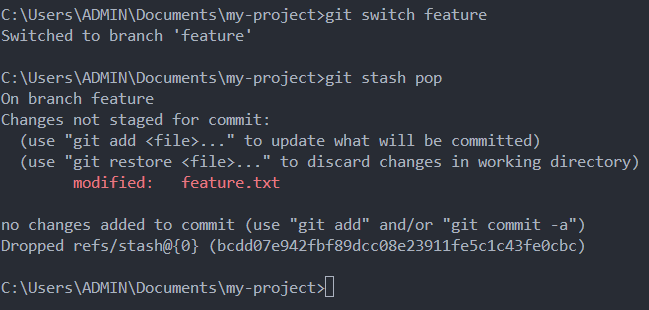 C:\Users\ADMIN\Documents\my-project>git switch feature
Switched to branch 'feature'
C:\Users\ADMIN\Documents\my-project>git stash pop
On branch feature
Changes not staged for commit:
  (use "git add <file>..." to update what will be committed)
  (use "git restore <file>..." to discard changes in working directory)
        modified:   feature.txt
no changes added to commit (use "git add" and/or "git commit -a")
Dropped refs/stash@{0} (bcdd07e942fbf89dcc08e23911fe5c1c43fe0cbc)
C:\Users\ADMIN\Documents\my-project>